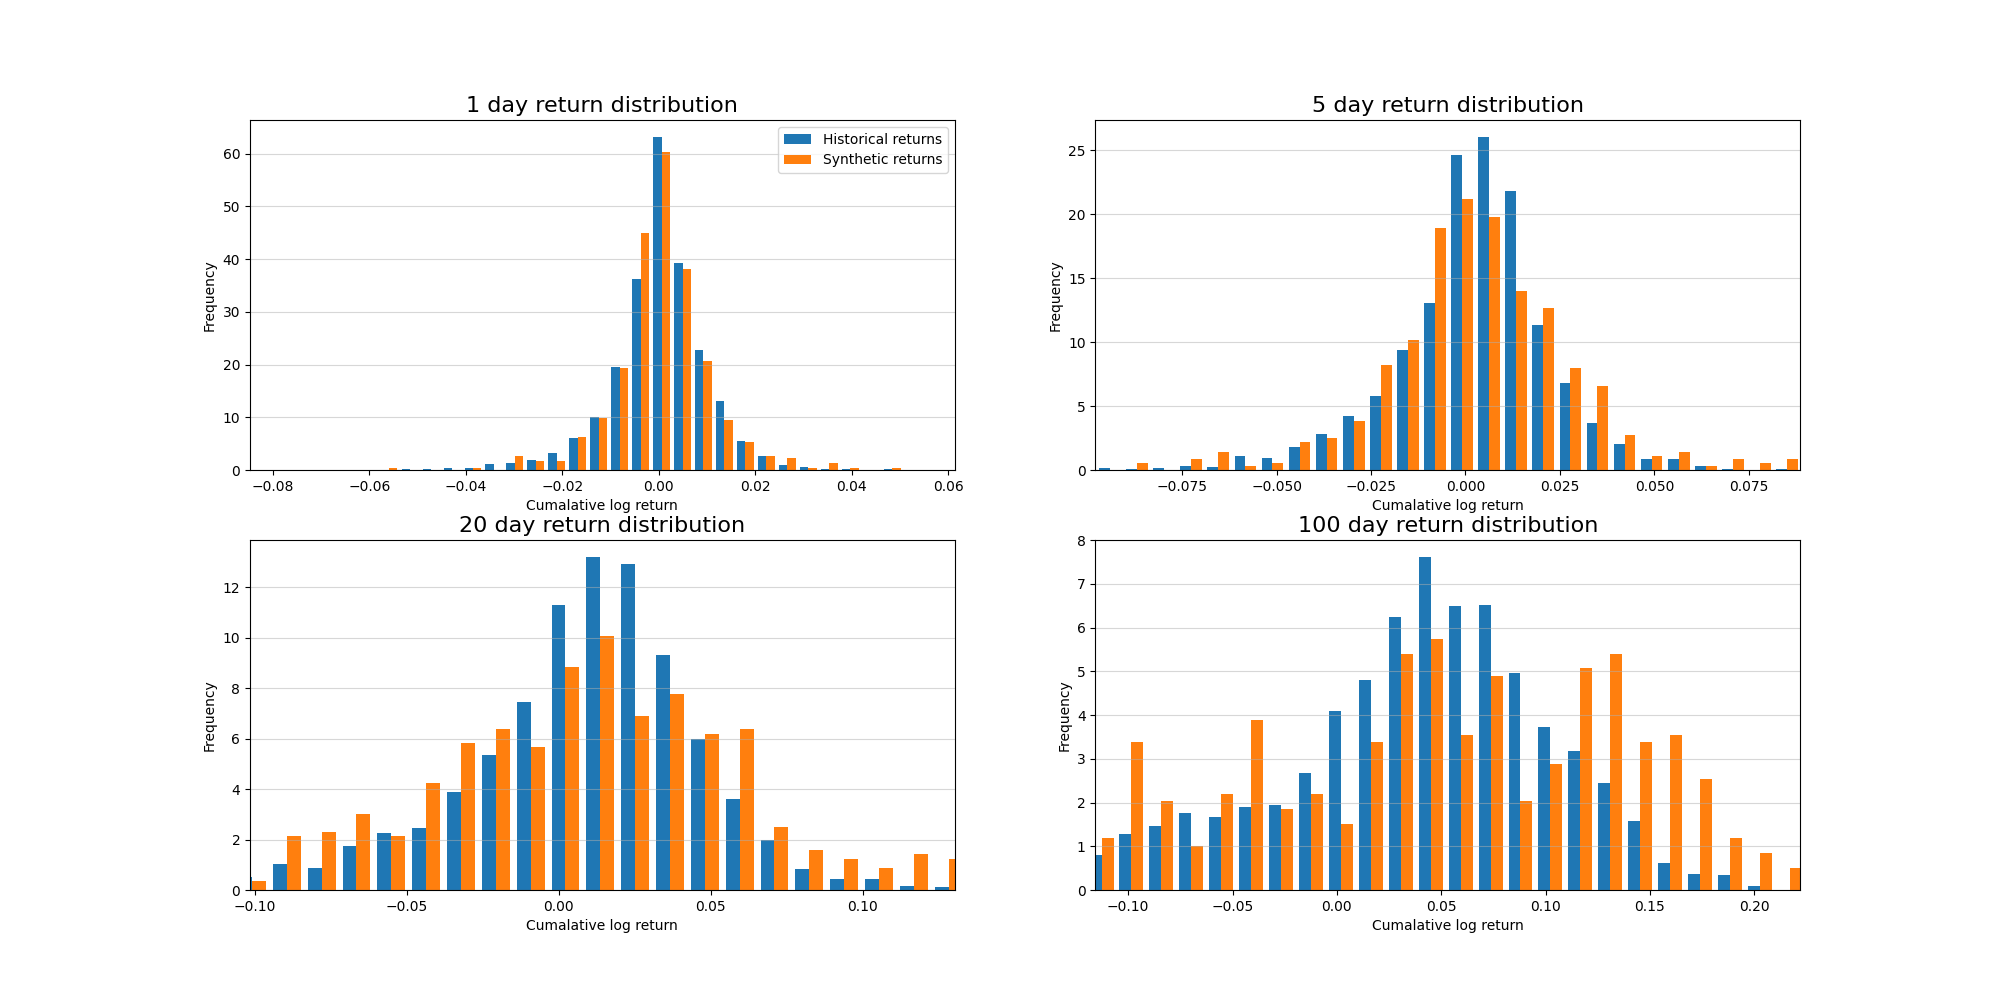 1 day return distribution
Historical returns
Synthetic returns
Frequency
60
50
40
30
20
10
0
−0.08 −0.06 −0.04 −0.02 0.00 0.02 0.04 0.06
Cumalative log return
5 day return distribution
Frequency
25
20
15
10
5
0
−0.075 −0.050 −0.025 0.000 0.025 0.050 0.075
Cumalative log return
20 day return distribution
Frequency
12
10
8
6
4
2
0
−0.10 −0.05 0.00 0.05 0.10
Cumalative log return
100 day return distribution
Frequency
8
7
6
5
4
3
2
1
0
−0.10 −0.05 0.00 0.05 0.10 0.15 0.20
Cumalative log return